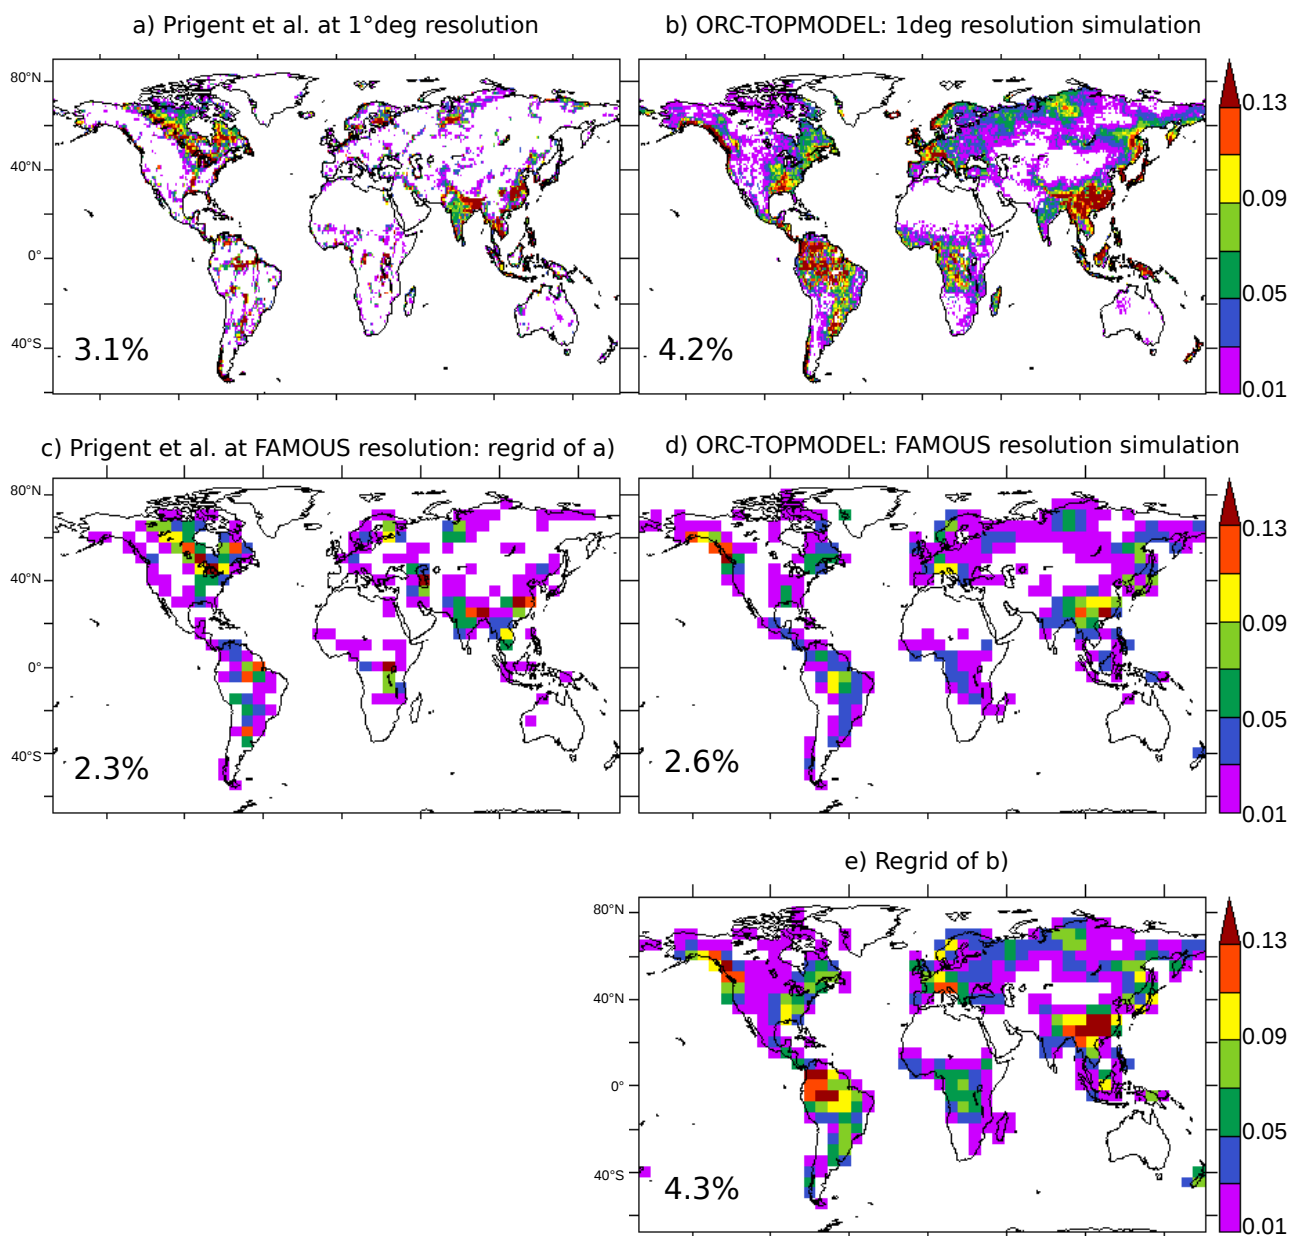 a) Prigent et al. at 1°deg resolution
b) ORC-TOPMODEL: 1deg resolution simulation
80°N
40°N
0°
40°S
3.1%
4.2%
0.13
0.09
0.05
0.01
c) Prigent et al. at FAMOUS resolution: regrid of a)
d) ORC-TOPMODEL: FAMOUS resolution simulation
80°N
40°N
0°
40°S
2.3%
2.6%
0.13
0.09
0.05
0.01
e) Regrid of b)
80°N
40°N
0°
40°S
4.3%
0.13
0.09
0.05
0.01